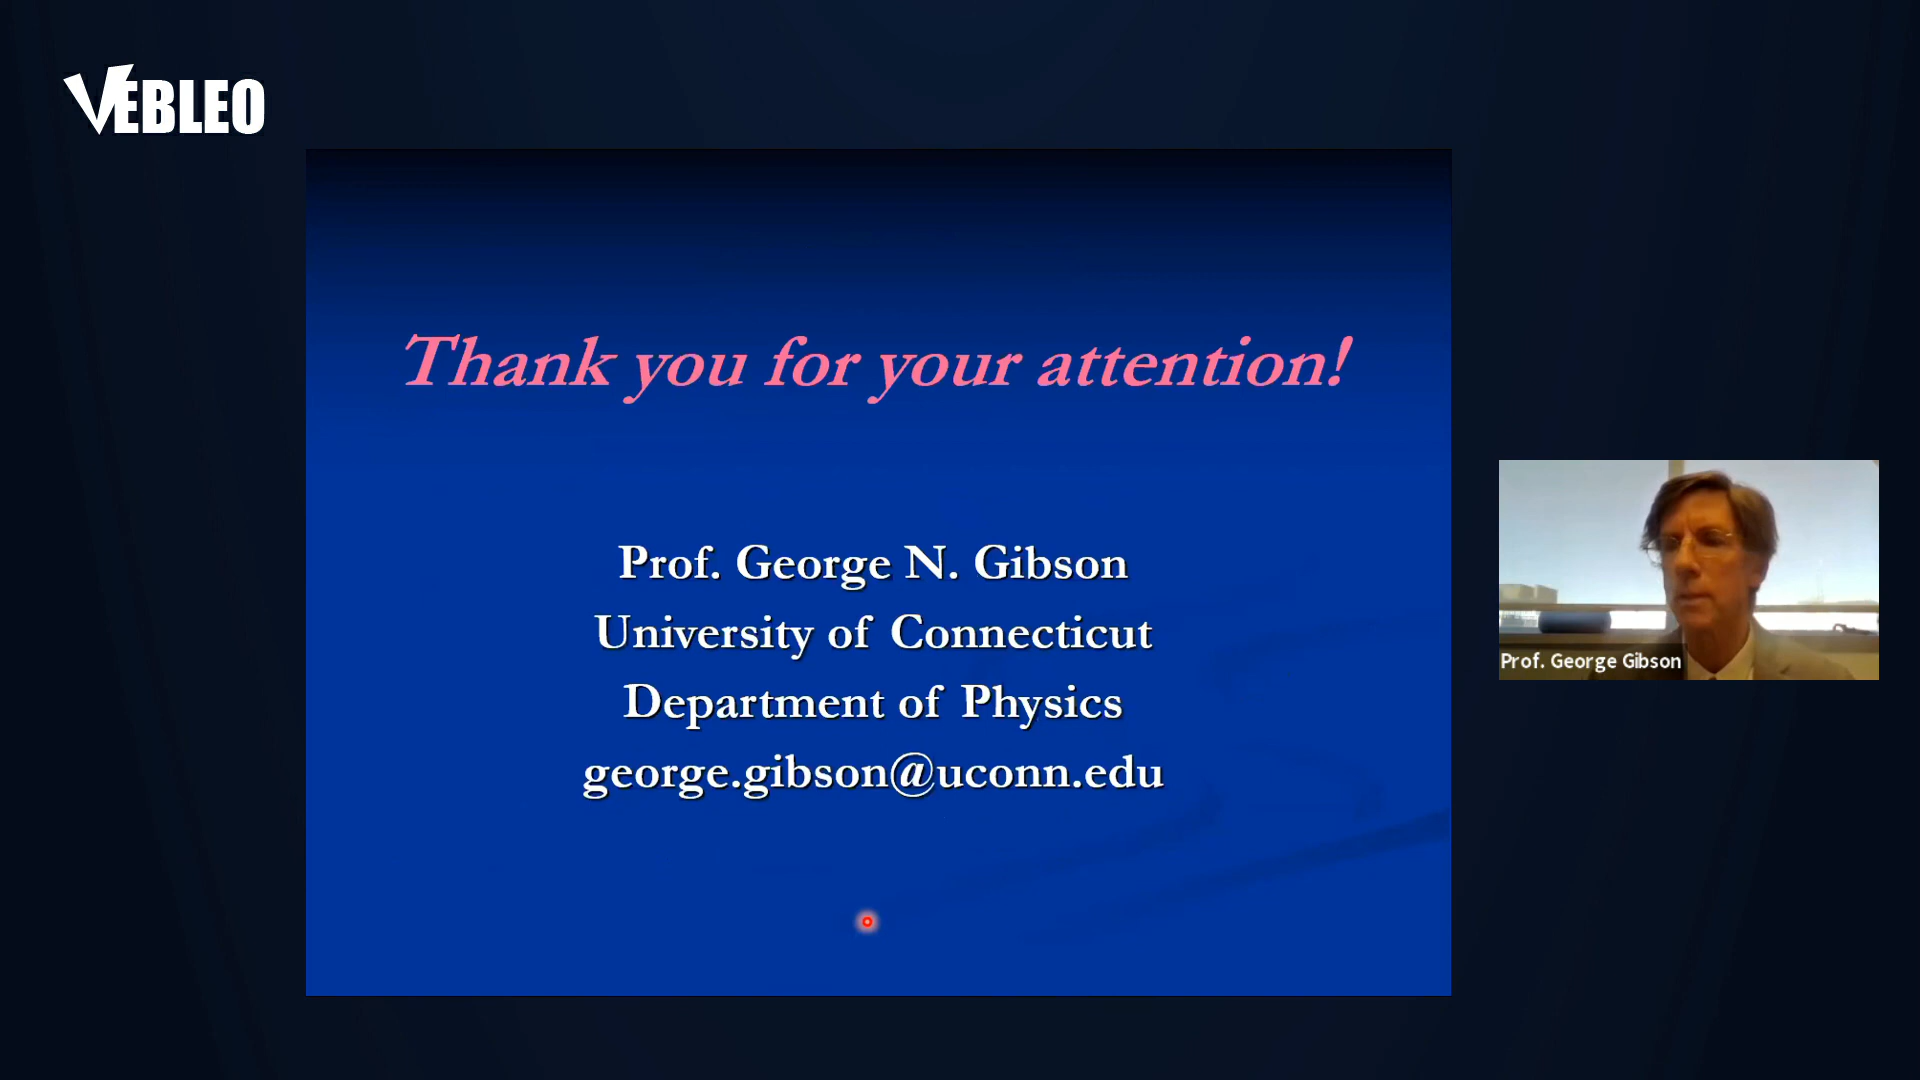 VEBLEO
Thank you for your attention!
Prof. George N. Gibson
University of Connecticut
Department of Physics
george.gibson@uconn.edu
Prof. George Gibson